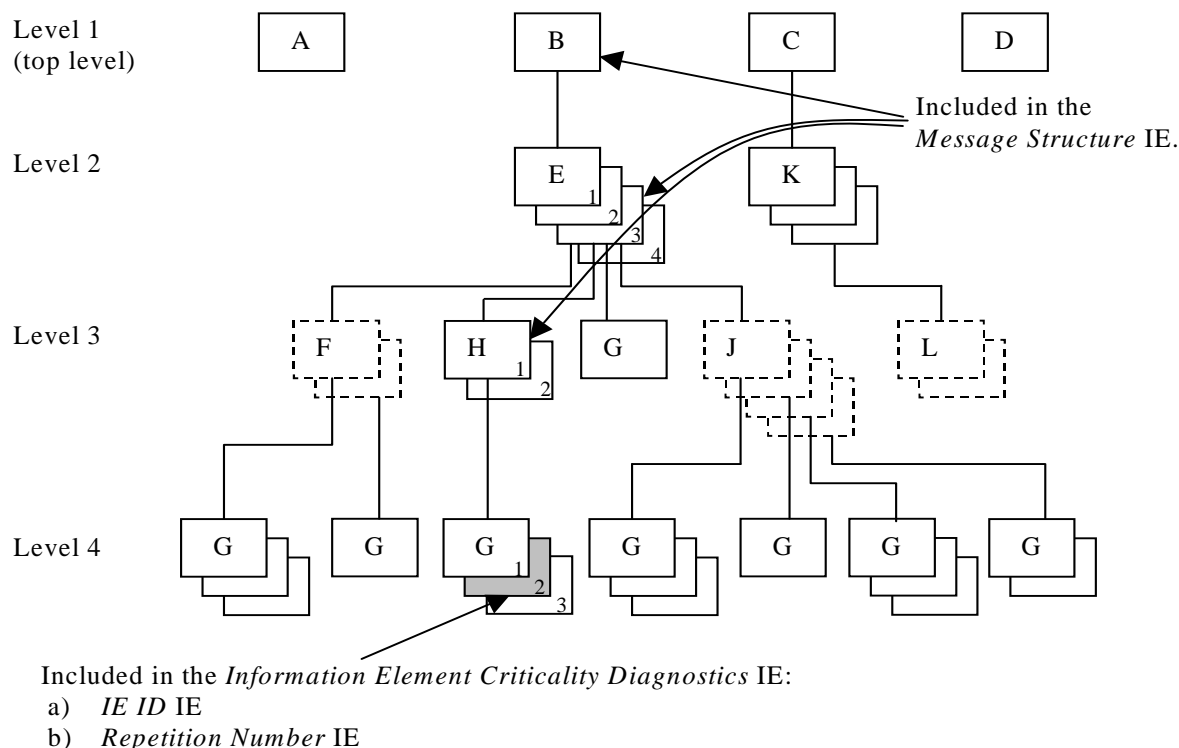 Level 1
(top level)
A
B
C
D
Included in the
Message Structure IE.
Level 2
E
1
2
3
4
K
Level 3
F
H
1
2
G
J
L
Level 4
G
G
G
1
2
3
G
G
G
G
Included in the Information Element Criticality Diagnostics IE:
a) IE ID IE
b) Repetition Number IE